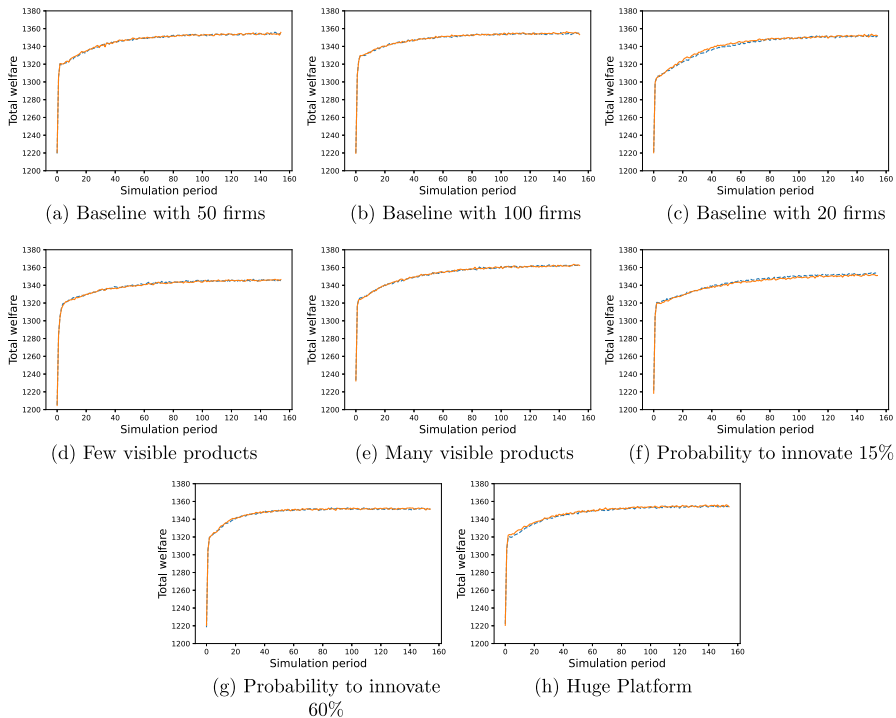 1380
1360
1340
1320
1300
1280
1260
1240
1220
1200
Total welfare
0 20 40 60 80 100 120 140 160
Simulation period
(a) Baseline with 50 firms
1380
1360
1340
1320
1300
1280
1260
1240
1220
1200
Total welfare
0 20 40 60 80 100 120 140 160
Simulation period
(b) Baseline with 100 firms
1380
1360
1340
1320
1300
1280
1260
1240
1220
1200
Total welfare
0 20 40 60 80 100 120 140 160
Simulation period
(c) Baseline with 20 firms
1380
1360
1340
1320
1300
1280
1260
1240
1220
1200
Total welfare
0 20 40 60 80 100 120 140 160
Simulation period
(d) Few visible products
1380
1360
1340
1320
1300
1280
1260
1240
1220
1200
Total welfare
0 20 40 60 80 100 120 140 160
Simulation period
(e) Many visible products
1380
1360
1340
1320
1300
1280
1260
1240
1220
1200
Total welfare
0 20 40 60 80 100 120 140 160
Simulation period
(f) Probability to innovate 15%
1380
1360
1340
1320
1300
1280
1260
1240
1220
1200
Total welfare
0 20 40 60 80 100 120 140 160
Simulation period
(g) Probability to innovate
60%
1380
1360
1340
1320
1300
1280
1260
1240
1220
1200
Total welfare
0 20 40 60 80 100 120 140 160
Simulation period
(h) Huge Platform